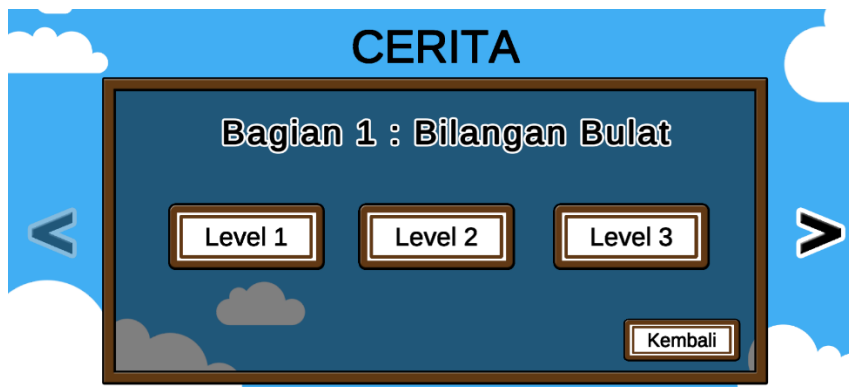 CERITA
Bagian 1 : Bilangan Bulat
<
Level 1
Level 2
Level 3
>
Kembali